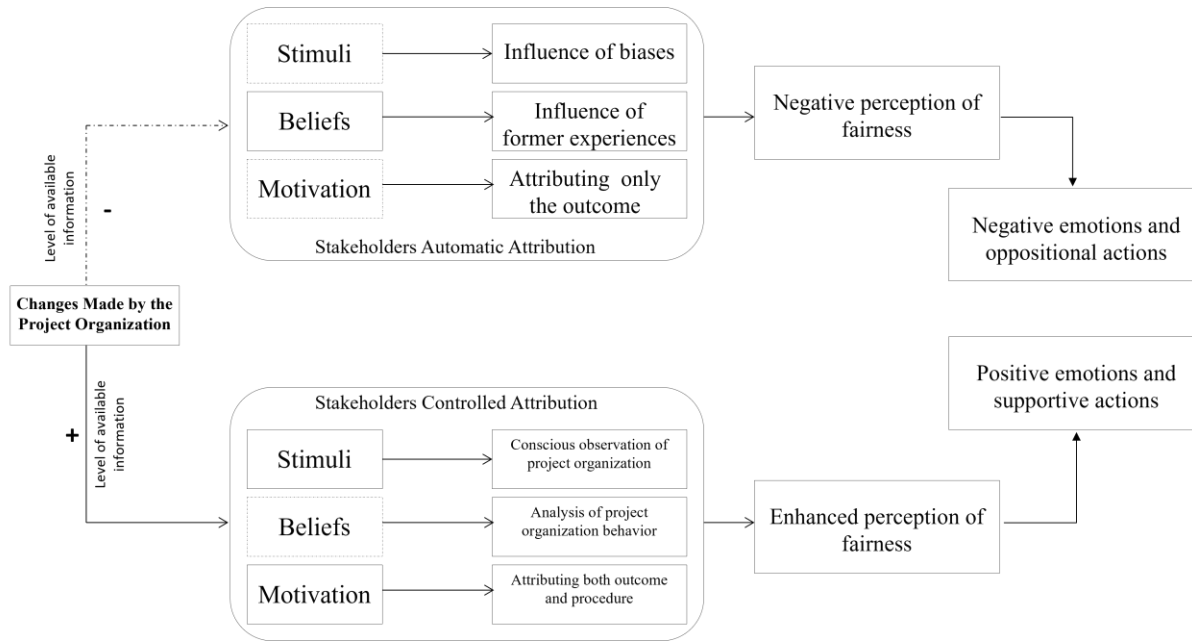 Stimuli
Influence of biases
Beliefs
Influence of
former experiences
Motivation
Attributing only
the outcome
Stakeholders Automatic Attribution
Negative perception of
fairness
Negative emotions and
oppositional actions
Level of available
information
-
Changes Made by the
Project Organization
+
Level of available
information
Stakeholders Controlled Attribution
Stimuli
Conscious observation of
project organization
Beliefs
Analysis of project
organization behavior
Motivation
Attributing both outcome
and procedure
Enhanced perception of
fairness
Positive emotions and
supportive actions